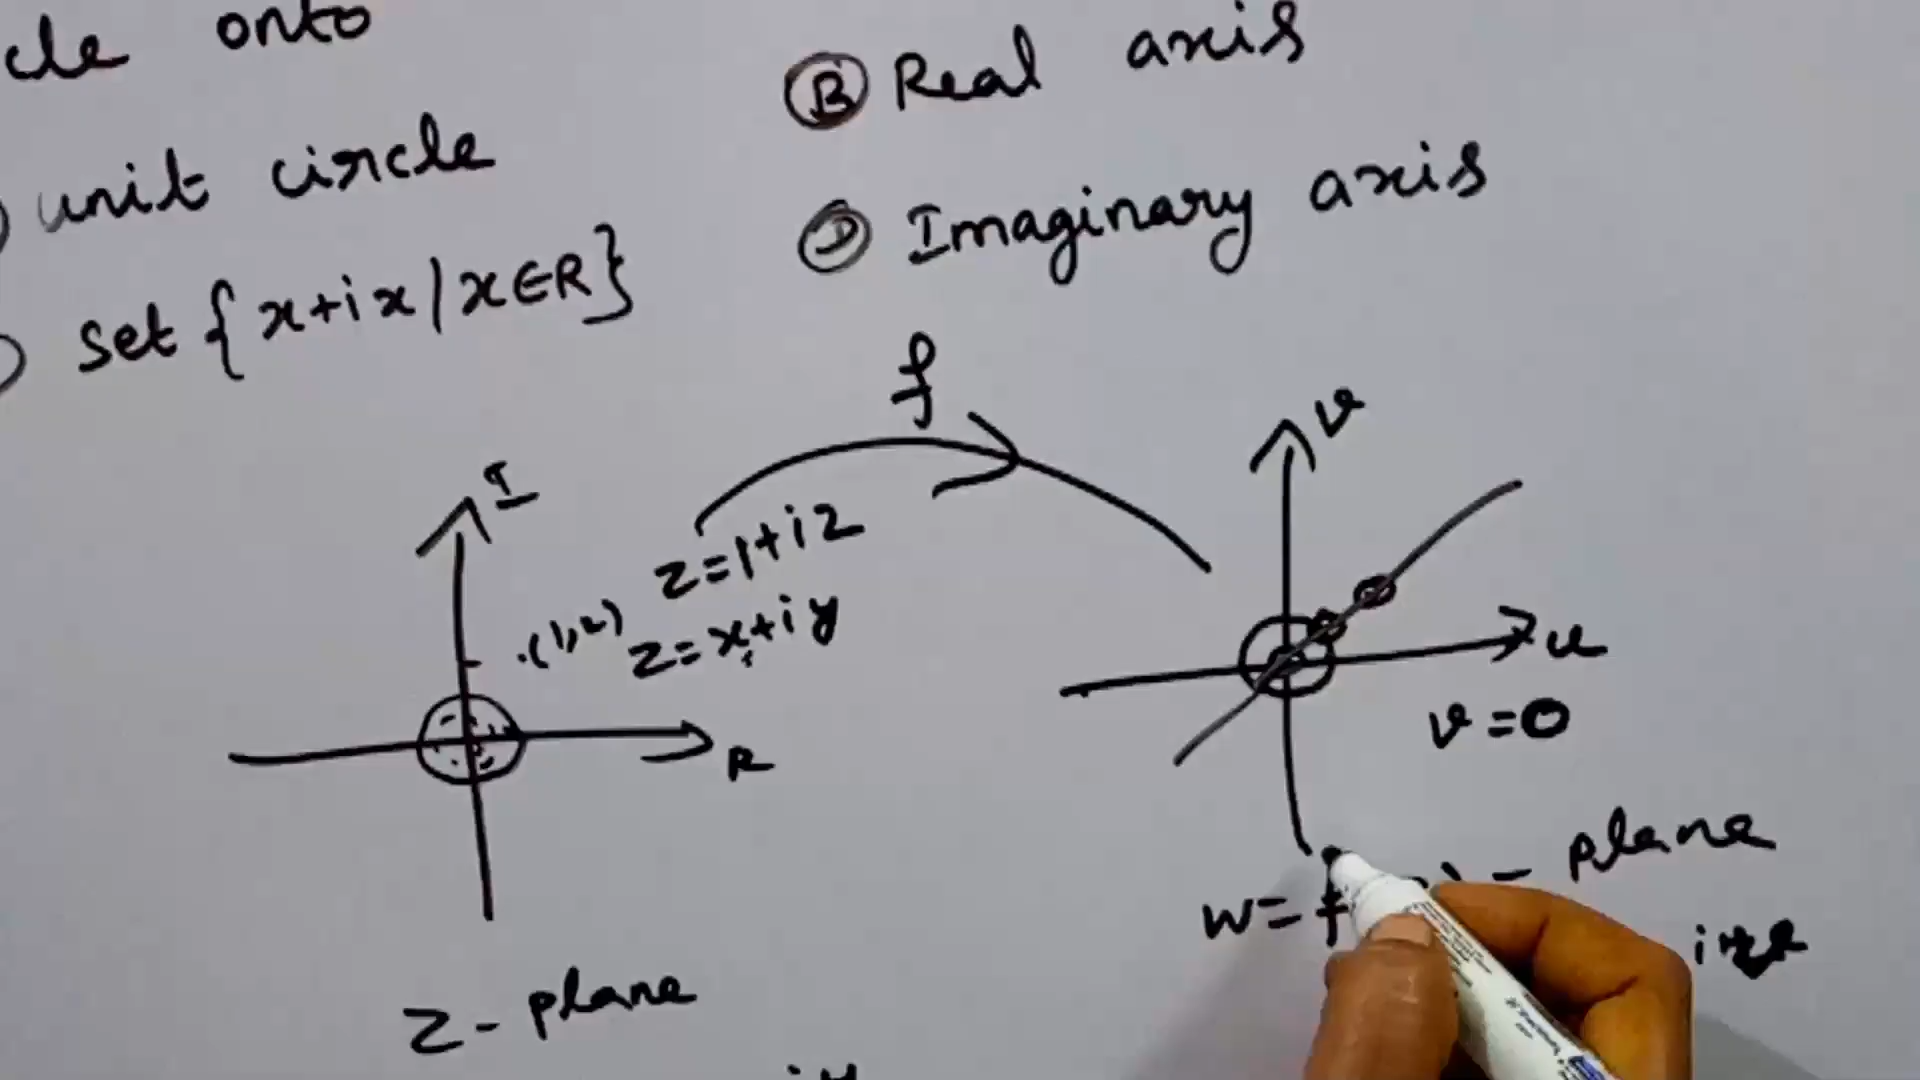 cle onto
Ⓑ Real axis
) unit circle
Ⓓ Imaginary axis
) set {x+ix | x∈R}
f
v
I
z=1+i2
.(1,2)
z=x+iy
u
R
v=0
w= f - plane
z - plane